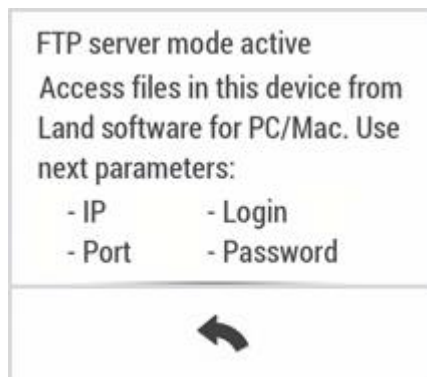 FTP server mode active
Access files in this device from
Land software for PC/Mac. Use
next parameters:
- IP - Login
- Port - Password